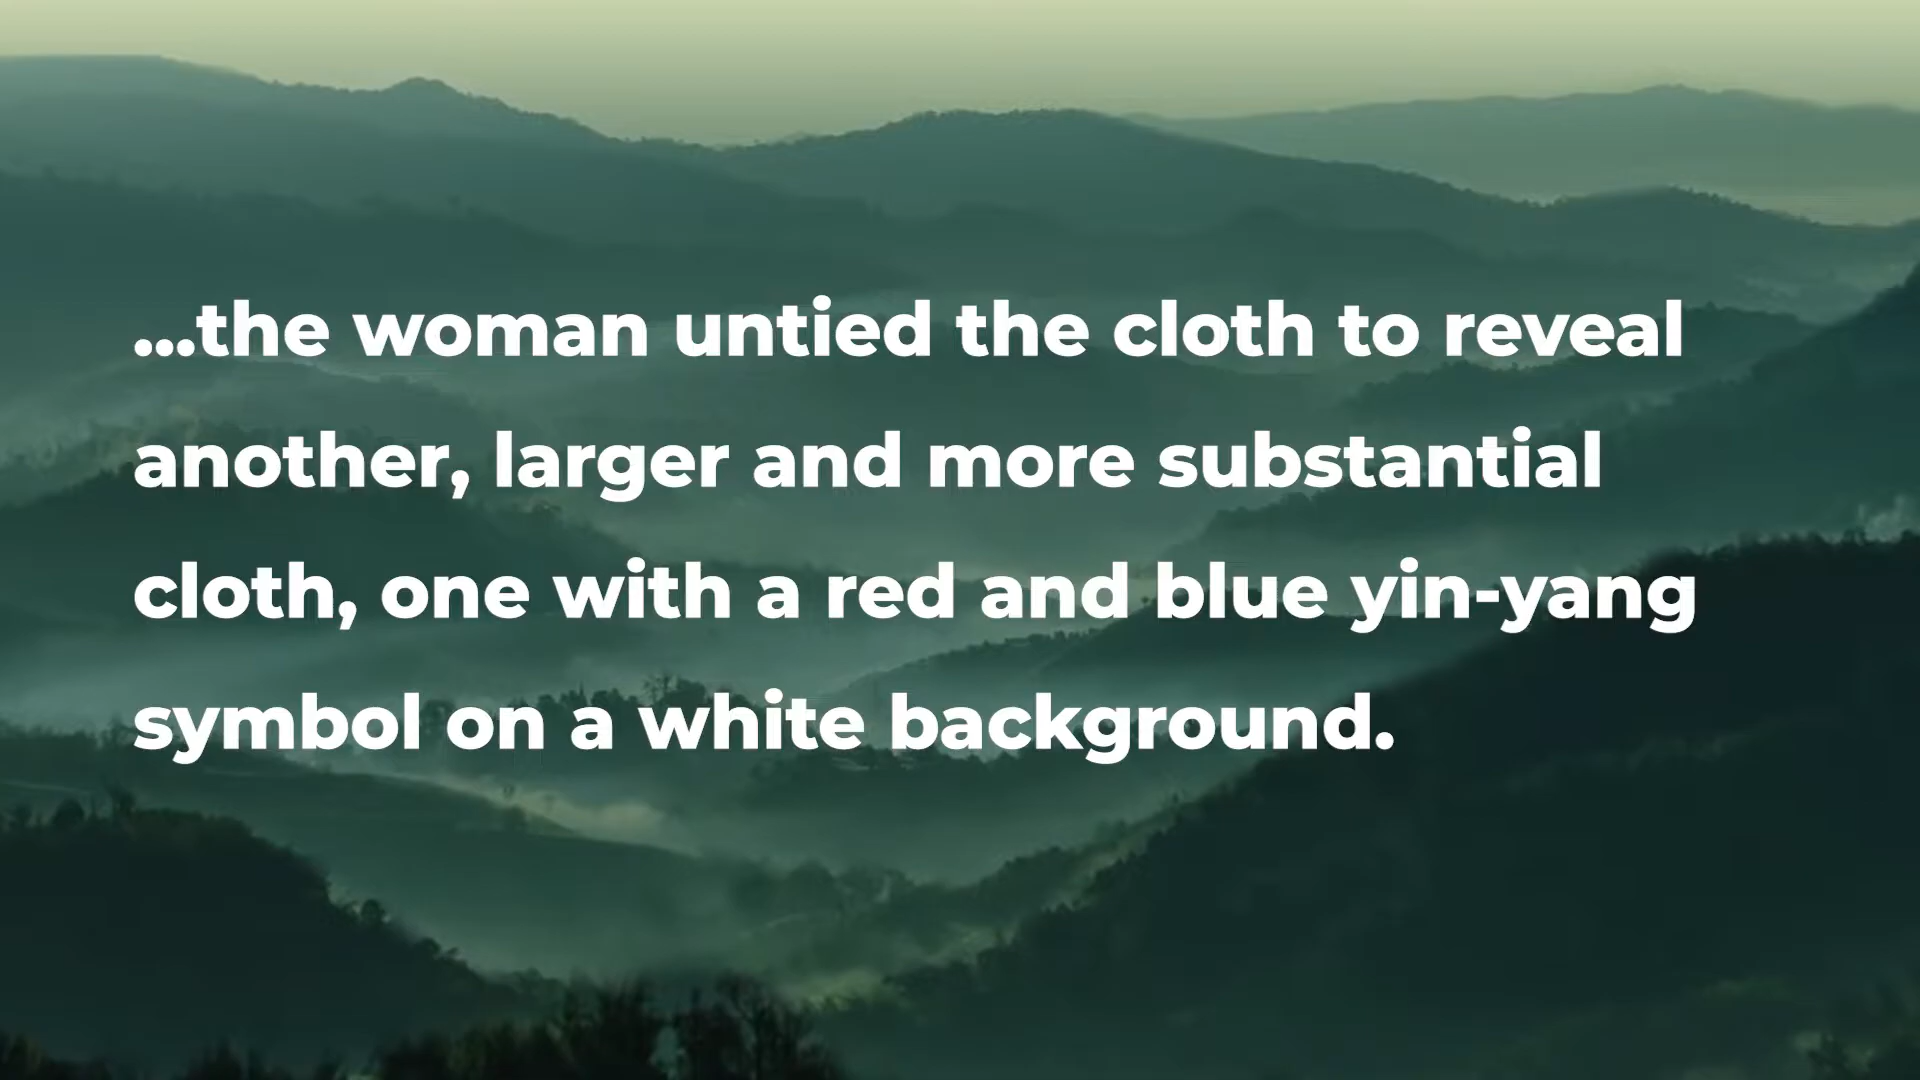 ...the woman untied the cloth to reveal
another, larger and more substantial
cloth, one with a red and blue yin-yang
symbol on a white background.